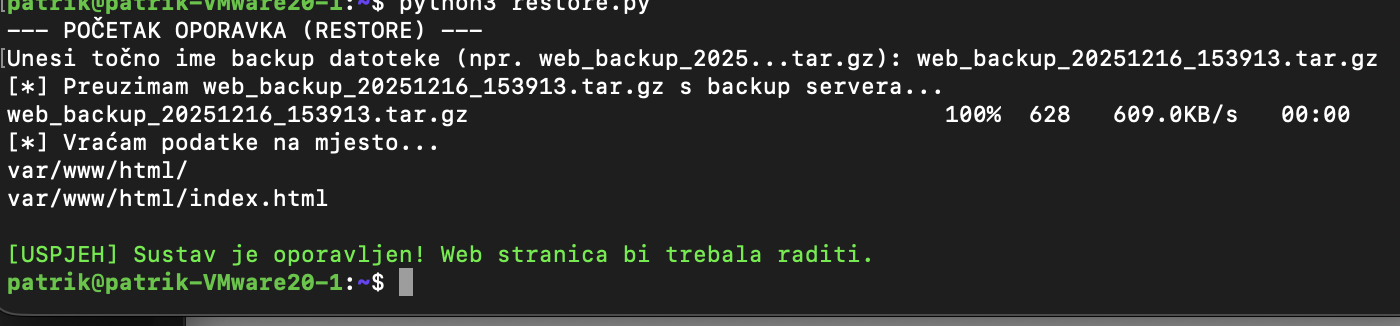 patrik@patrik-VMware20-1:~$ python3 restore.py
--- POČETAK OPORAVKA (RESTORE) ---
[Unesi točno ime backup datoteke (npr. web_backup_2025...tar.gz): web_backup_20251216_153913.tar.gz
[*] Preuzimam web_backup_20251216_153913.tar.gz s backup servera...
web_backup_20251216_153913.tar.gz 100% 628 609.0KB/s 00:00
[*] Vraćam podatke na mjesto...
var/www/html/
var/www/html/index.html
[USPJEH] Sustav je oporavljen! Web stranica bi trebala raditi.
patrik@patrik-VMware20-1:~$